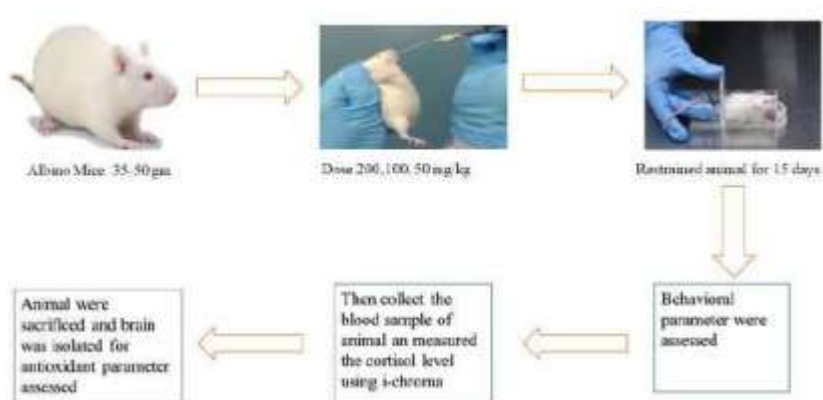 Albino Mice 35-50 gm
Dose 200,100, 50 mg/kg
Restrained animal for 15 days
Behavioral
parameter were
assessed
Then collect the
blood sample of
animal an measured
the cortisol level
using i-chroma
Animal were
sacrificed and brain
was isolated for
antioxidant parameter
assessed